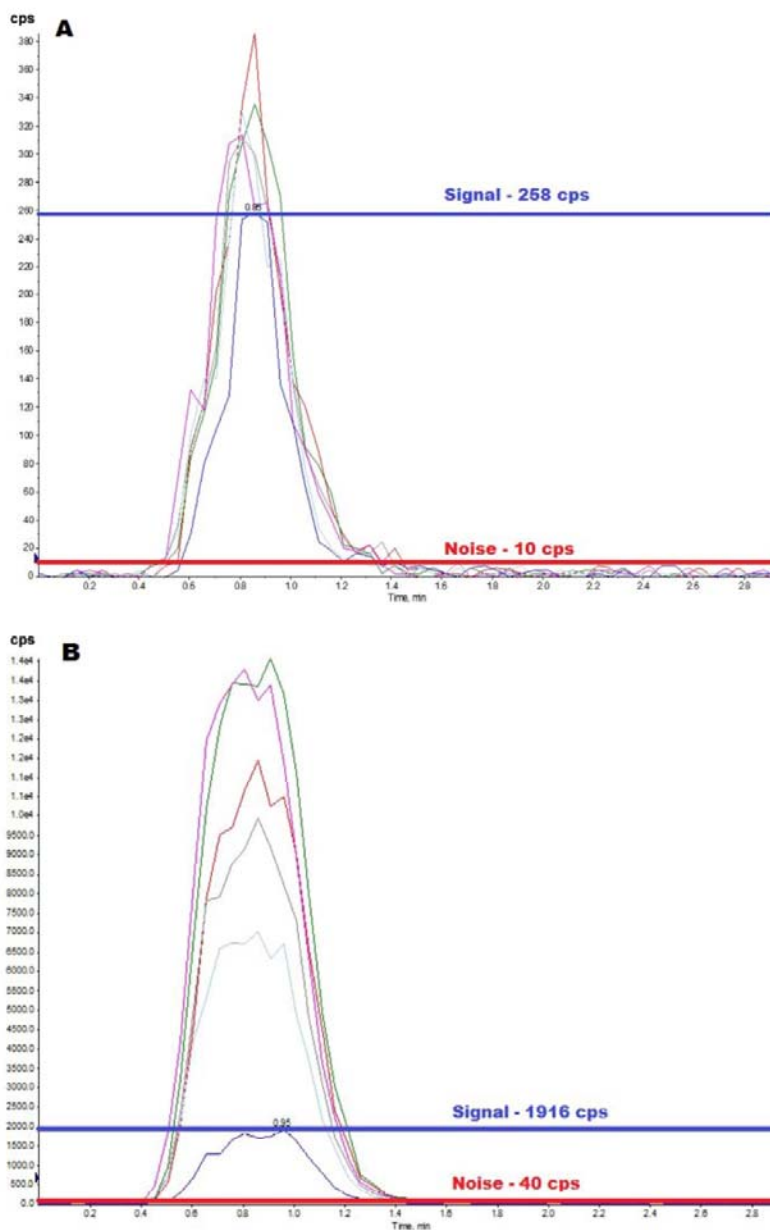 cps
A
380
360
340
320
300
280
Signal - 258 cps
260
0.85
240
220
200
180
160
140
120
100
80
60
40
20
Noise - 10 cps
0
0.2 0.4 0.6 0.8 1.0 1.2 1.4 1.6 1.8 2.0 2.2 2.4 2.6 2.8
Time, min
cps
B
1.4e4
1.3e4
1.2e4
1.1e4
1.0e4
9500.0
9000.0
8500.0
8000.0
7500.0
7000.0
6500.0
6000.0
5500.0
5000.0
4500.0
4000.0
3500.0
3000.0
2500.0
Signal - 1916 cps
2000.0
0.95
1500.0
1000.0
500.0
Noise - 40 cps
0.0
0.2 0.4 0.6 0.8 1.0 1.2 1.4 1.6 1.8 2.0 2.2 2.4 2.6 2.8
Time, min